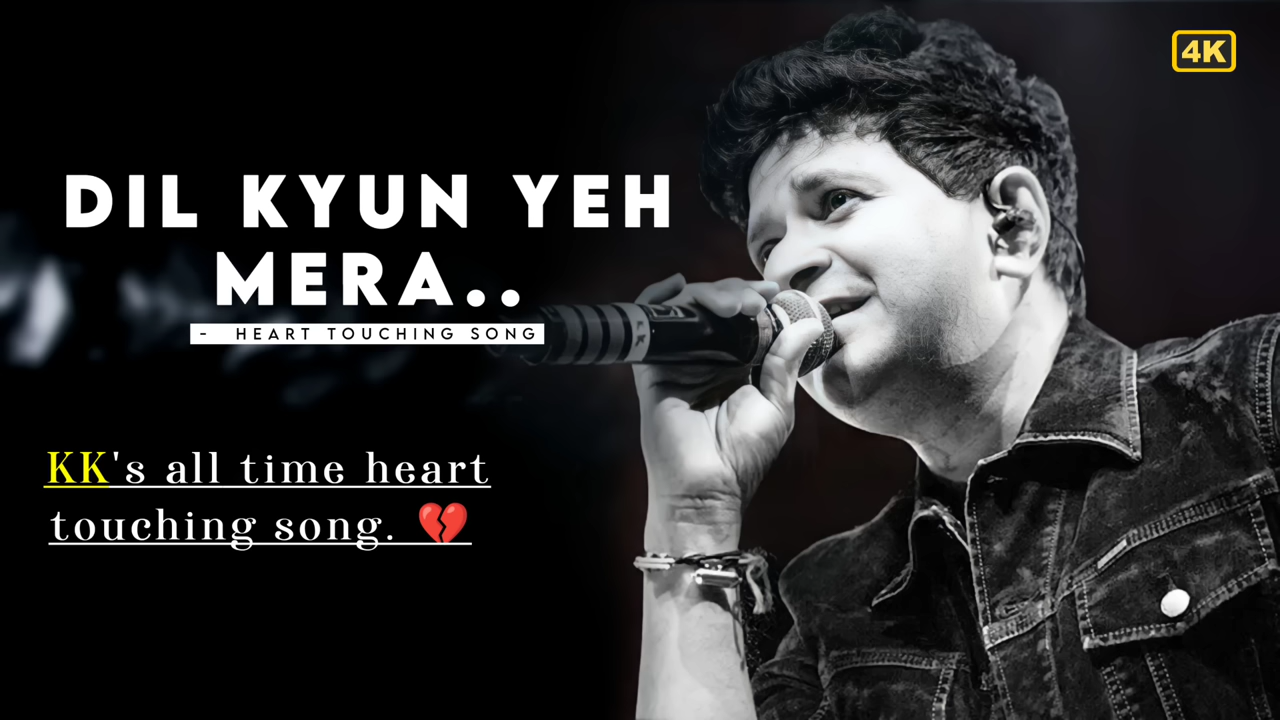 4K
DIL KYUN YEH
MERA..
- HEART TOUCHING SONG
KK's all time heart
touching song. 💔